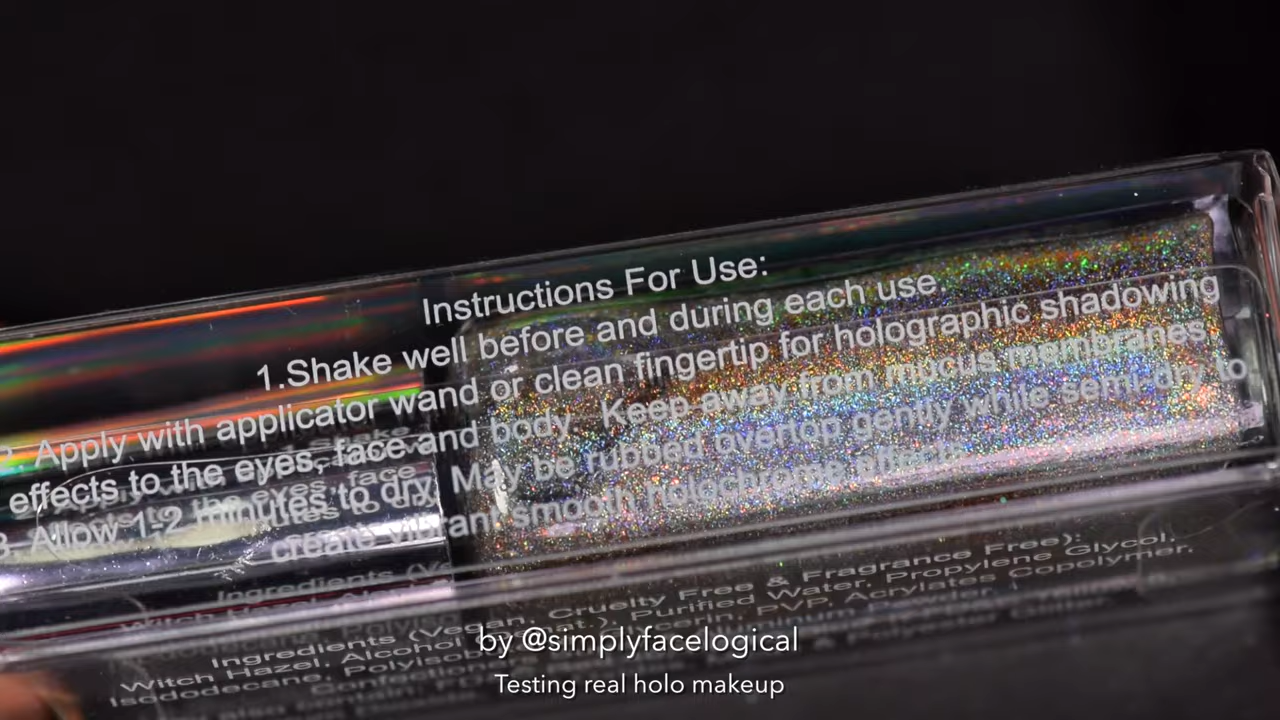 Instructions For Use:
1.Shake well before and during each use.
2. Apply with applicator wand or clean fingertip for holographic shadowing
effects to the eyes, face and body. Keep away from mucus membranes.
3. Allow 1-2 minutes to dry. May be rubbed overtop gently while semi-dry to
create vibrant smooth holochrome effect.
Ingredients (Vegan, Cruelty Free & Fragrance Free):
Witch Hazel, Alcohol Purified Water, Propylene Glycol,
Isododecane, PVP, Acrylates Copolymer.
by @simplyfacelogical
Testing real holo makeup